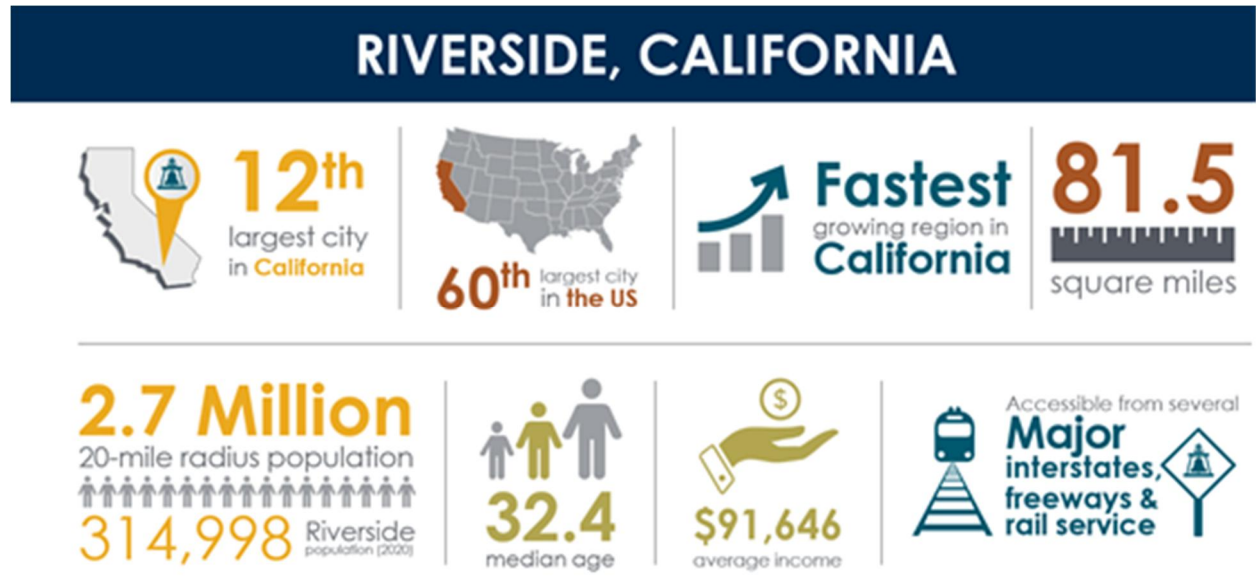 RIVERSIDE, CALIFORNIA
12th
largest city
in California
60th largest city
in the US
Fastest
growing region in
California
81.5
square miles
2.7 Million
20-mile radius population
314,998 Riverside
population (2020)
32.4
median age
$
$91,646
average income
Accessible from several
Major
interstates,
freeways &
rail service